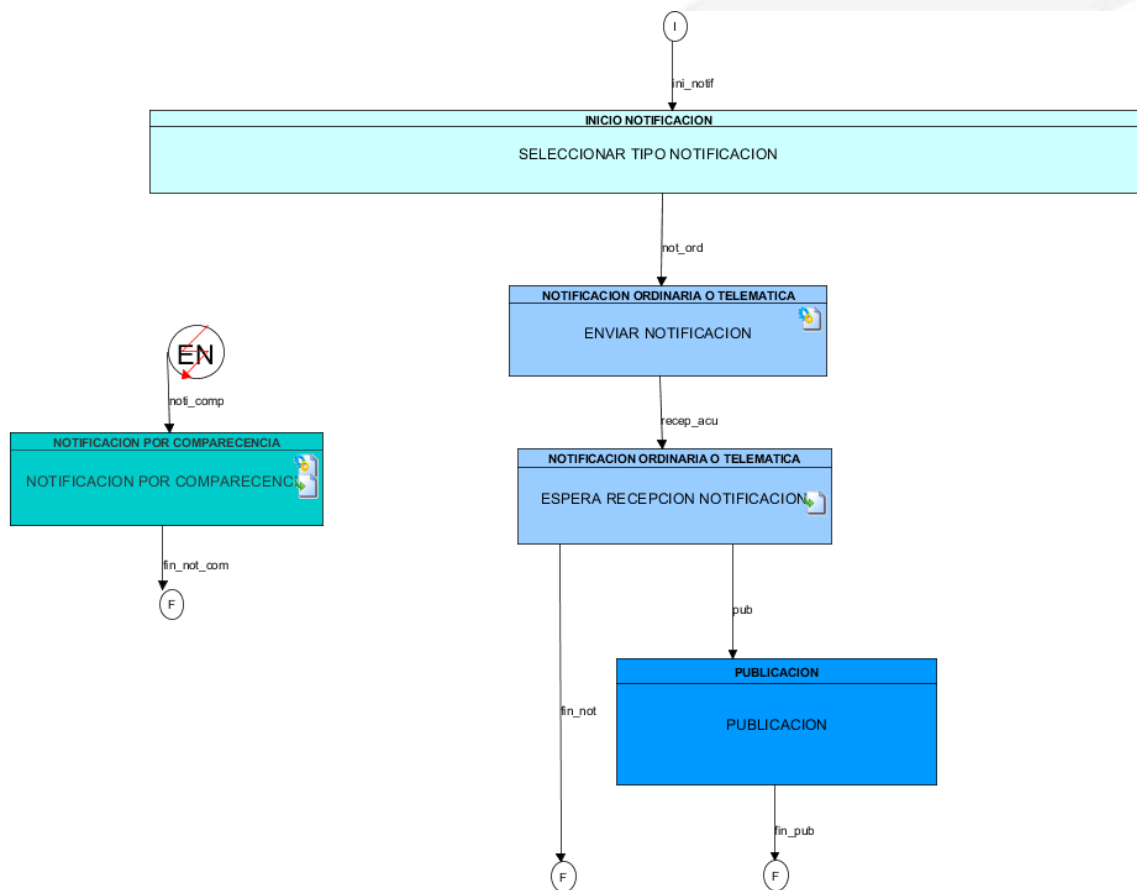 I
ini_notif
INICIO NOTIFICACION
SELECCIONAR TIPO NOTIFICACION
not_ord
NOTIFICACION ORDINARIA O TELEMATICA
ENVIAR NOTIFICACION
EN
noti_comp
recep_acu
NOTIFICACION POR COMPARECENCIA
NOTIFICACION POR COMPARECENCI
NOTIFICACION ORDINARIA O TELEMATICA
ESPERA RECEPCION NOTIFICACION
fin_not_com
F
pub
PUBLICACION
PUBLICACION
fin_not
fin_pub
F
F